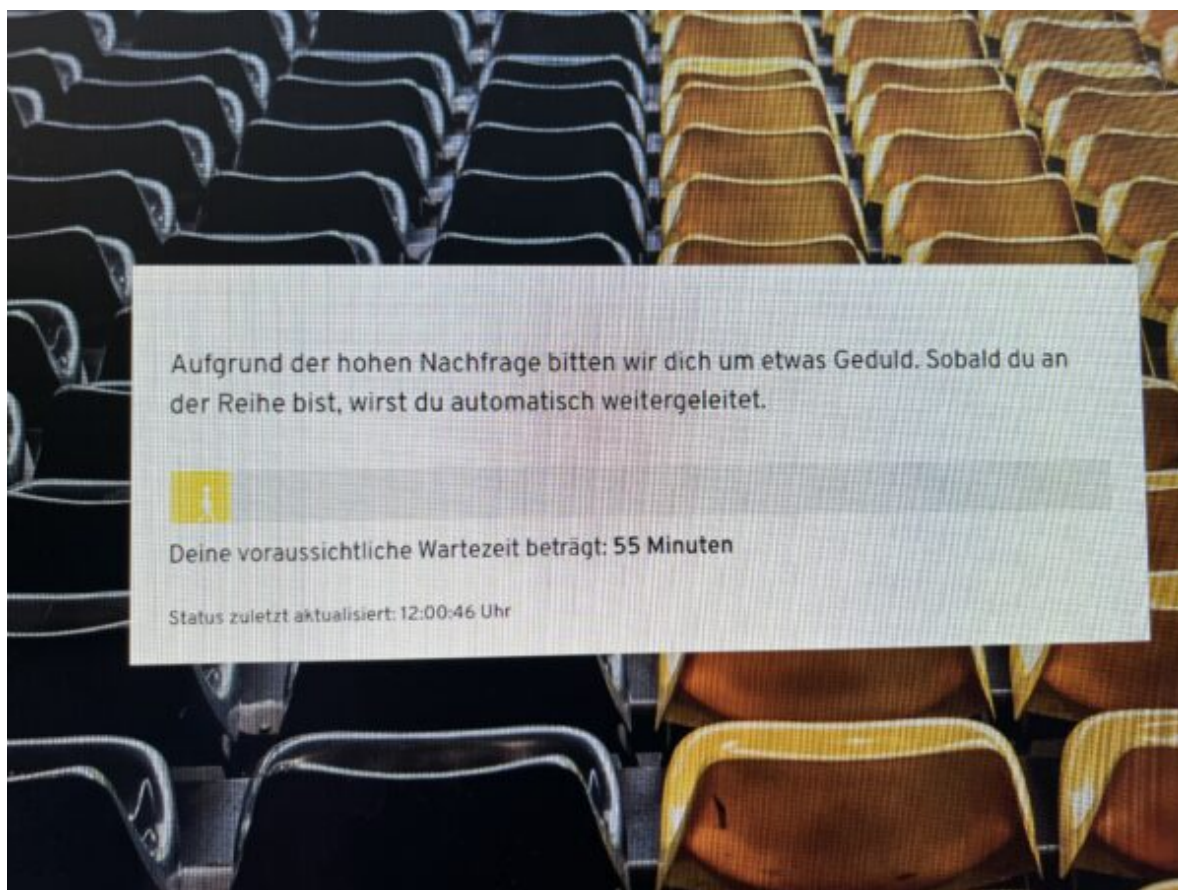 Aufgrund der hohen Nachfrage bitten wir dich um etwas Geduld. Sobald du an
der Reihe bist, wirst du automatisch weitergeleitet.
Deine voraussichtliche Wartezeit beträgt: 55 Minuten
Status zuletzt aktualisiert: 12:00:46 Uhr